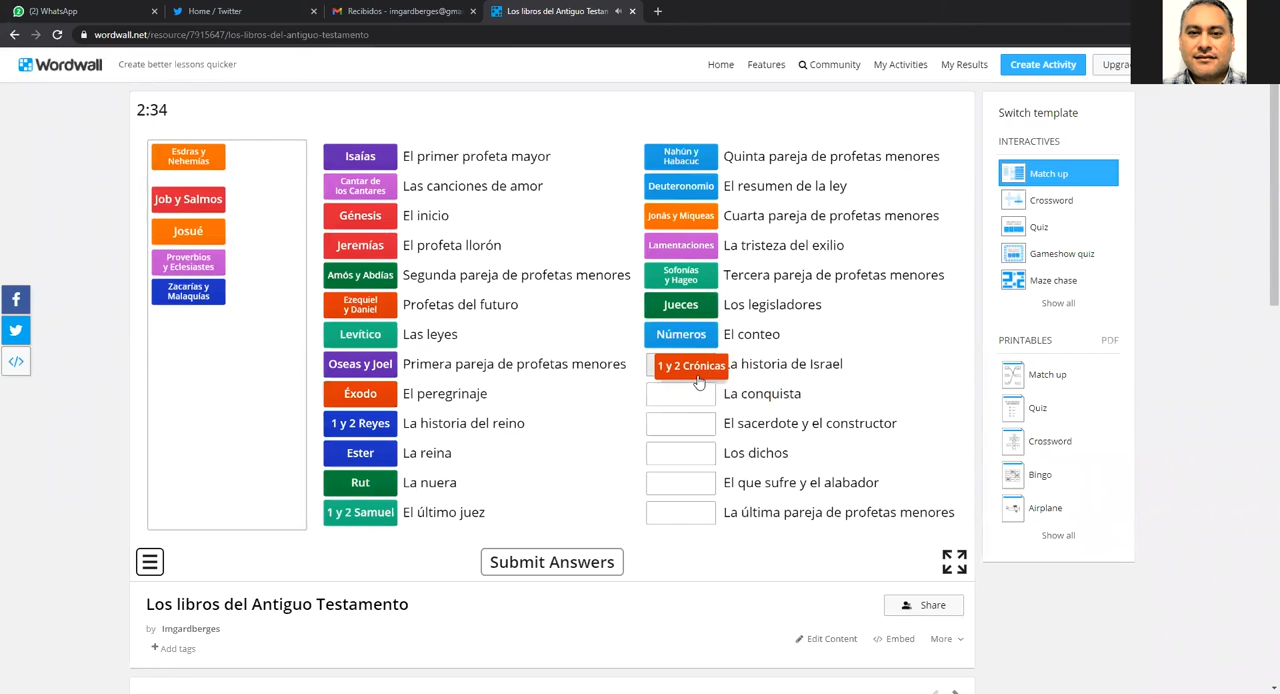 (2) WhatsApp
Home / Twitter
Recibidos - imgardberges@gma
Los libros del Antiguo Testam
wordwall.net/resource/7915647/los-libros-del-antiguo-testamento
Wordwall
Create better lessons quicker
Home
Features
Community
My Activities
My Results
Create Activity
Upgra
2:34
Esdras y
Nehemías
Job y Salmos
Josué
Proverbios
y Eclesiastes
Zacarías y
Malaquías
Isaías El primer profeta mayor
Cantar de
los Cantares
Las canciones de amor
Génesis El inicio
Jeremías El profeta llorón
Amós y Abdías Segunda pareja de profetas menores
Ezequiel
y Daniel
Profetas del futuro
Levítico Las leyes
Oseas y Joel Primera pareja de profetas menores
Éxodo El peregrinaje
1 y 2 Reyes La historia del reino
Ester La reina
Rut La nuera
1 y 2 Samuel El último juez
Nahún y
Habacuc
Quinta pareja de profetas menores
Deuteronomio El resumen de la ley
Jonás y Miqueas Cuarta pareja de profetas menores
Lamentaciones La tristeza del exilio
Sofonías
y Hageo
Tercera pareja de profetas menores
Jueces Los legisladores
Números El conteo
1 y 2 Crónicas La historia de Israel
La conquista
El sacerdote y el constructor
Los dichos
El que sufre y el alabador
La última pareja de profetas menores
Submit Answers
Los libros del Antiguo Testamento
by Imgardberges
Add tags
Share
Edit Content
Embed
More
Switch template
INTERACTIVES
Match up
Crossword
Quiz
Gameshow quiz
Maze chase
Show all
PRINTABLES PDF
Match up
Quiz
Crossword
Bingo
Airplane
Show all